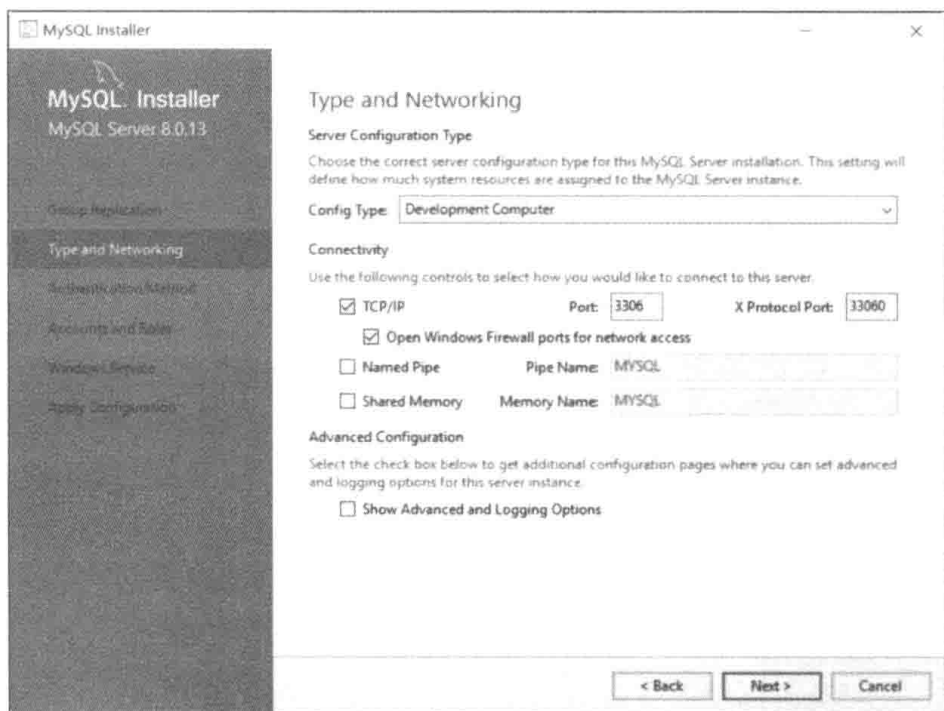 MySQL Installer
MySQL. Installer
MySQL Server 8.0.13
Group Replication
Type and Networking
Authentication Method
Accounts and Roles
Windows Service
Apply Configuration
Type and Networking
Server Configuration Type
Choose the correct server configuration type for this MySQL Server installation. This setting will
define how much system resources are assigned to the MySQL Server instance.
Config Type: Development Computer
Connectivity
Use the following controls to select how you would like to connect to this server.
TCP/IP Port: 3306 X Protocol Port: 33060
Open Windows Firewall ports for network access
Named Pipe Pipe Name: MYSQL
Shared Memory Memory Name: MYSQL
Advanced Configuration
Select the check box below to get additional configuration pages where you can set advanced
and logging options for this server instance.
Show Advanced and Logging Options
< Back Next > Cancel